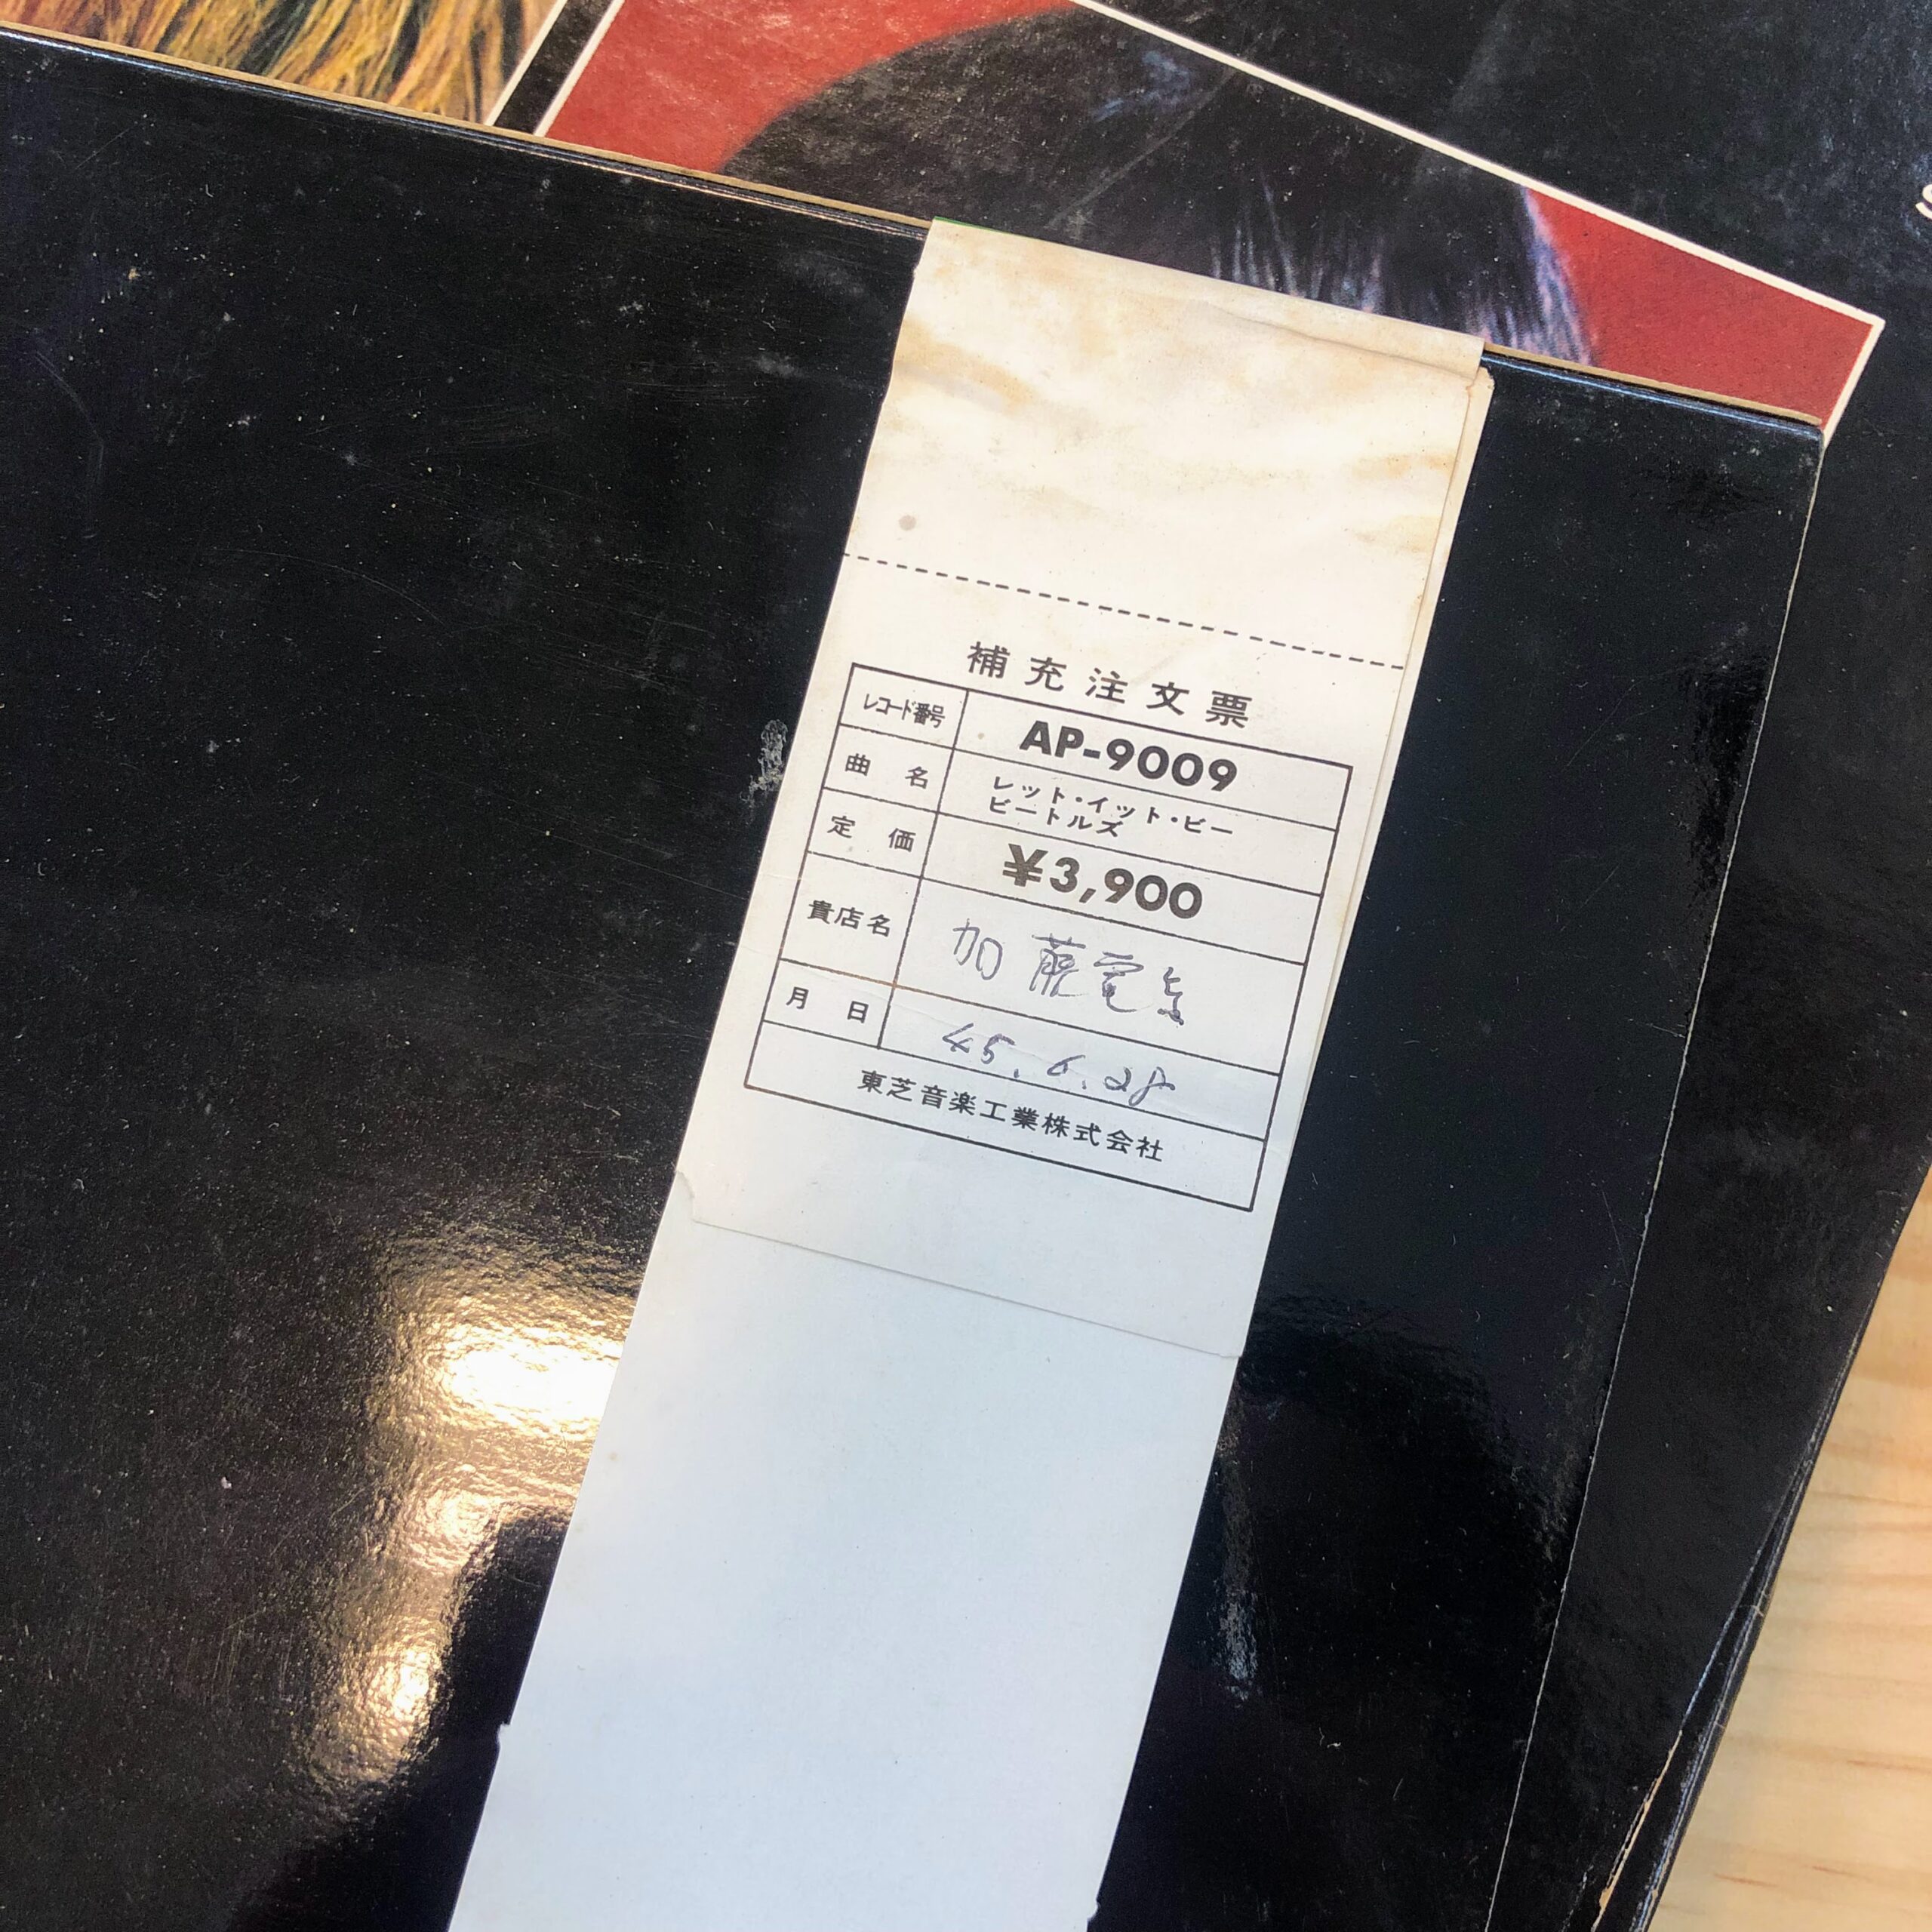 補充注文票
レコード番号 AP-9009
曲名 レット・イット・ビー
ビートルズ
定価 ¥3,900
貴店名 加藤電気
月日 45.6.28
東芝音楽工業株式会社